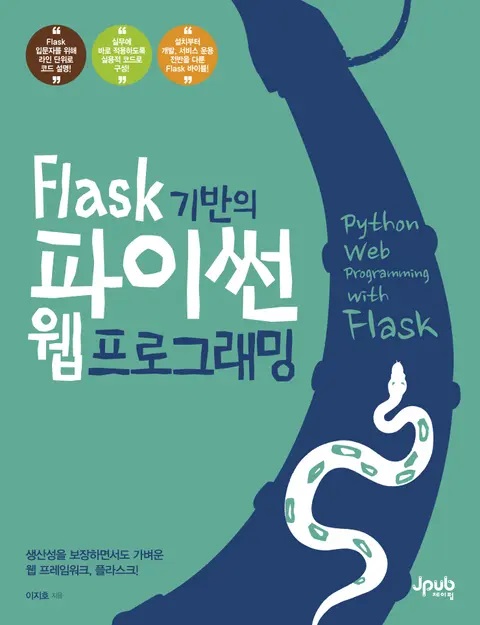 ❝
Flask
입문자를 위해
라인 단위로
코드 설명!
❞
❝
실무에
바로 적용하도록
실용적 코드로
구성!
❞
❝
설치부터
개발, 서비스 운용
전반을 다룬
Flask 바이블!
❞
Flask 기반의
파이썬
웹 프로그래밍
Python
Web
Programming
with
Flask
생산성을 보장하면서도 가벼운
웹 프레임워크, 플라스크!
이지호 지음
Jpub
제이펍